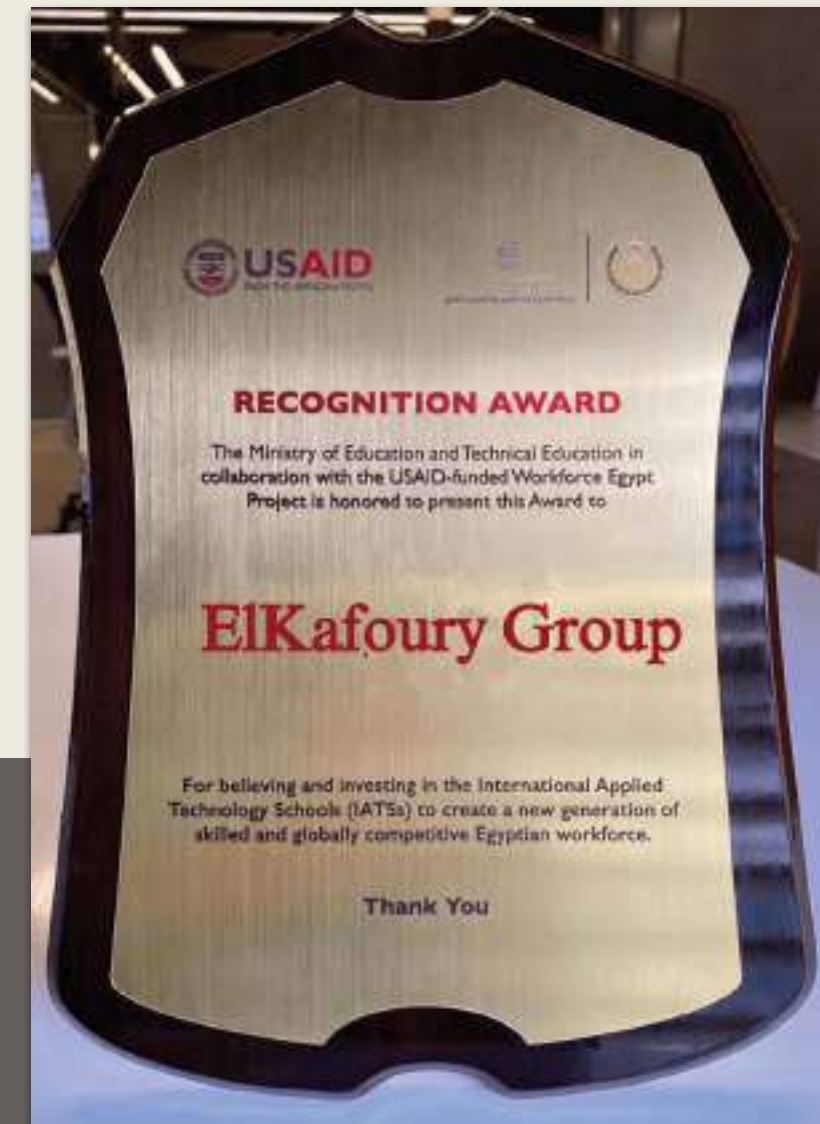 USAID
RECOGNITION AWARD
The Ministry of Education and Technical Education in
collaboration with the USAID-funded Workforce Egypt
Project is honored to present this Award to
ElKafoury Group
For believing and investing in the International Applied
Technology Schools (IATSs) to create a new generation of
skilled and globally competitive Egyptian workforce.
Thank You